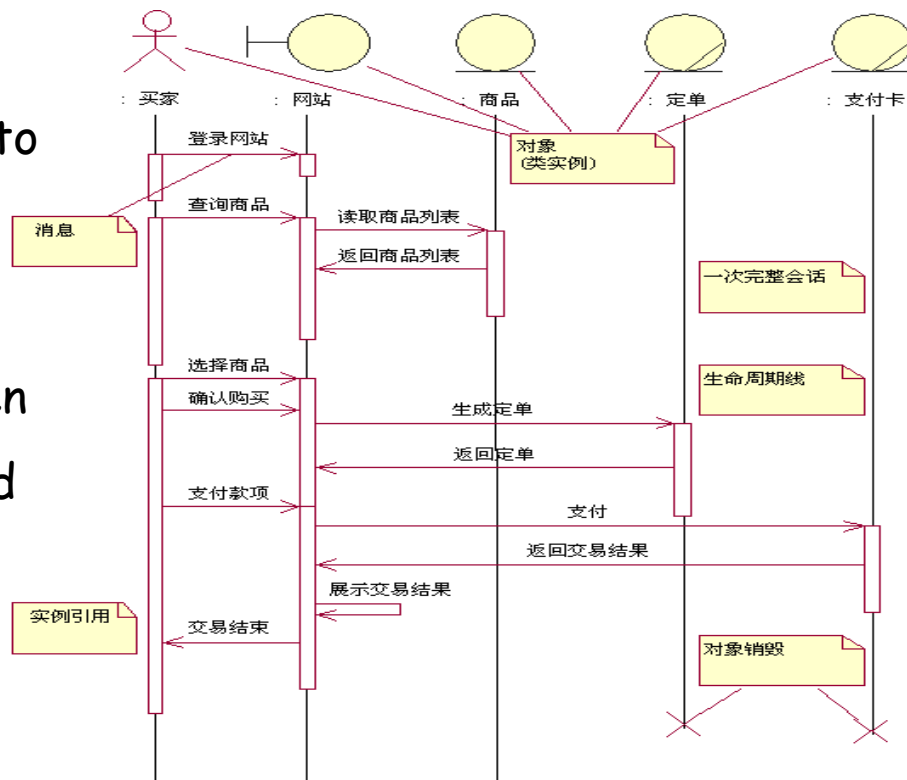 : 买家
: 网站
: 商品
: 定单
: 支付卡
to
登录网站
对象
(类实例)
消息
查询商品
读取商品列表
返回商品列表
一次完整会话
选择商品
生命周期线
确认购买
生成定单
返回定单
支付款项
支付
返回交易结果
展示交易结果
实例引用
交易结束
对象销毁